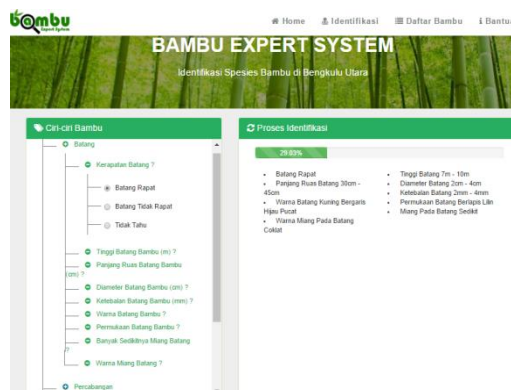 bambu
Expert System
Home
Identifikasi
Daftar Bambu
Bantua
BAMBU EXPERT SYSTEM
Identifikasi Spesies Bambu di Bengkulu Utara
Ciri-ciri Bambu
Batang
Kerapatan Batang ?
Batang Rapat
Batang Tidak Rapat
Tidak Tahu
Tinggi Batang Bambu (m) ?
Panjang Ruas Batang Bambu
(cm) ?
Diameter Batang Bambu (cm) ?
Ketebalan Batang Bambu (mm) ?
Warna Batang Bambu ?
Permukaan Batang Bambu ?
Banyak Sedikitnya Miang Batang
?
Warna Miang Batang ?
Percabangan
Proses Identifikasi
29.03%
Batang Rapat
Panjang Ruas Batang 30cm -
45cm
Warna Batang Kuning Bergaris
Hijau Pucat
Warna Miang Pada Batang
Coklat
Tinggi Batang 7m - 10m
Diameter Batang 2cm - 4cm
Ketebalan Batang 2mm - 4mm
Permukaan Batang Berlapis Lilin
Miang Pada Batang Sedikit